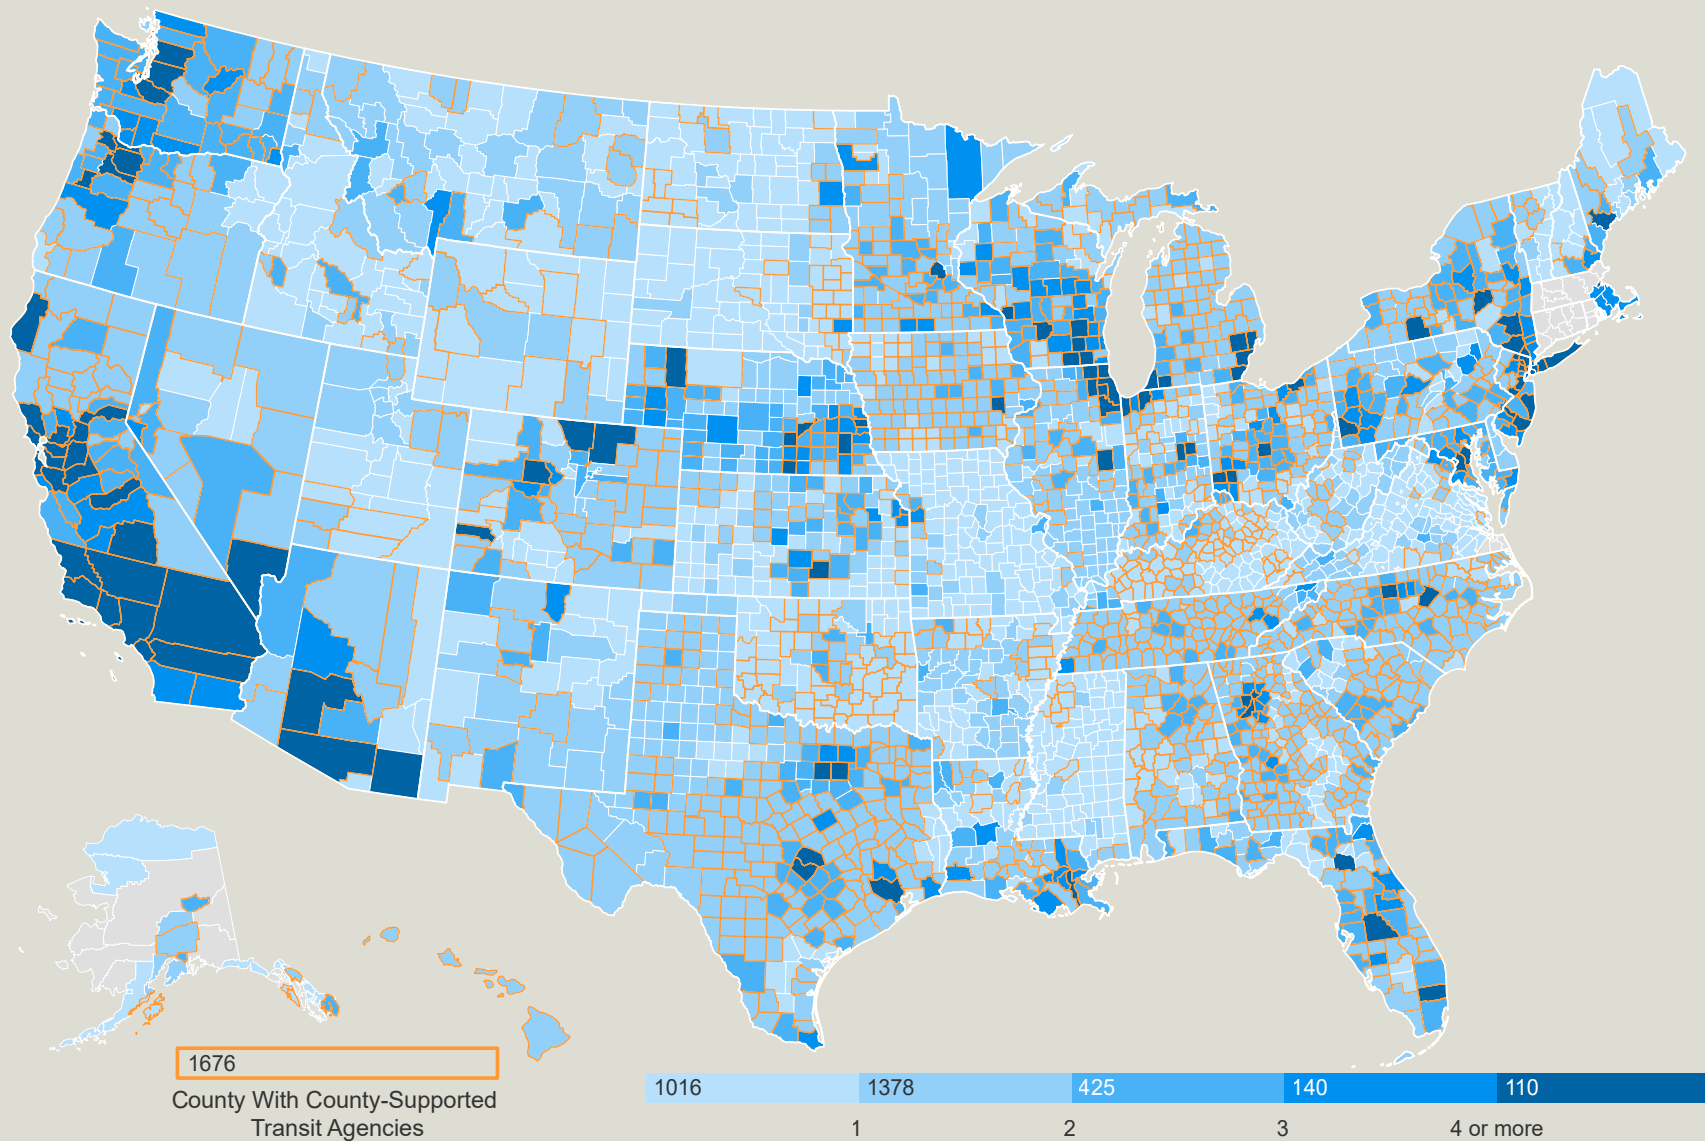 1676
County With County-Supported
Transit Agencies
1016 1378 425 140 110
1 2 3 4 or more